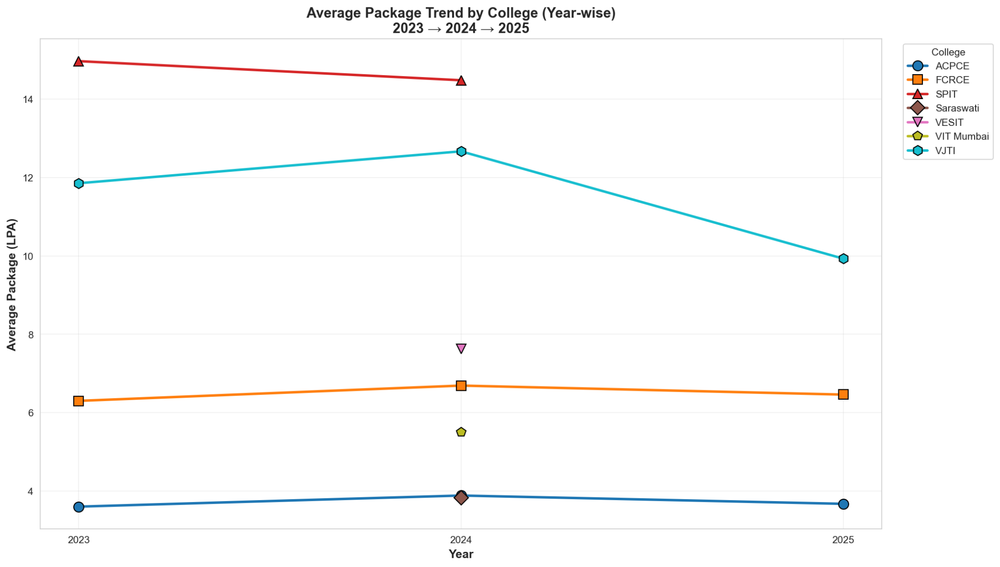 Average Package Trend by College (Year-wise)
2023 → 2024 → 2025
College
ACPCE
FCRCE
SPIT
Saraswati
VESIT
VIT Mumbai
VJTI
Average Package (LPA)
14
12
10
8
6
4
2023
2024
2025
Year